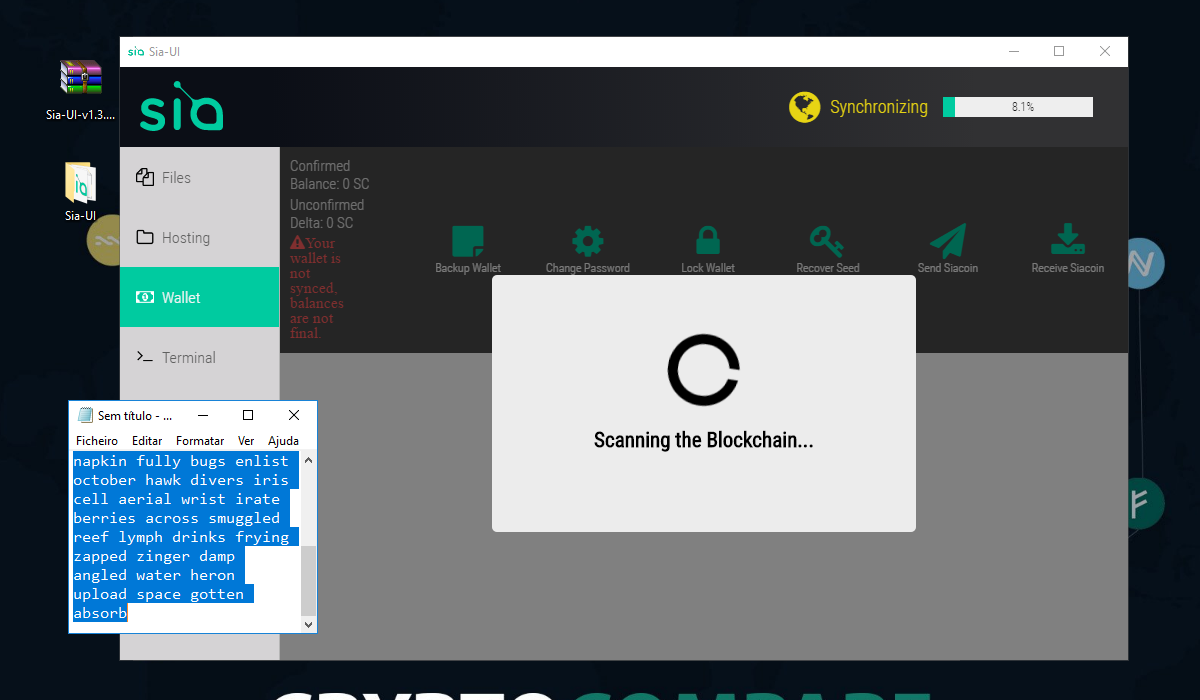 Sia-UI-v1.3....
Sia-UI
sia Sia-UI
sia
Synchronizing
8.1%
Files
Hosting
Wallet
Terminal
Confirmed
Balance: 0 SC
Unconfirmed
Delta: 0 SC
Your
wallet is
not
synced,
balances
are not
final.
Backup Wallet
Change Password
Lock Wallet
Recover Seed
Send Siacoin
Receive Siacoin
Scanning the Blockchain...
Sem título - ...
Ficheiro Editar Formatar Ver Ajuda
napkin fully bugs enlist
october hawk divers iris
cell aerial wrist irate
berries across smuggled
reef lymph drinks frying
zapped zinger damp
angled water heron
upload space gotten
absorb
N
CRYPTO COMPARE